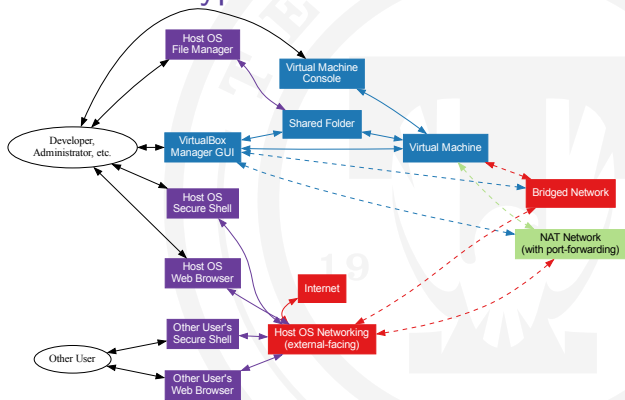 Host OS
File Manager
Virtual Machine
Console
Shared Folder
Developer,
Administrator, etc.
VirtualBox
Manager GUI
Virtual Machine
Host OS
Secure Shell
Bridged Network
NAT Network
(with port-forwarding)
Host OS
Web Browser
19
Internet
Other User's
Secure Shell
Host OS Networking
(external-facing)
Other User
Other User's
Web Browser